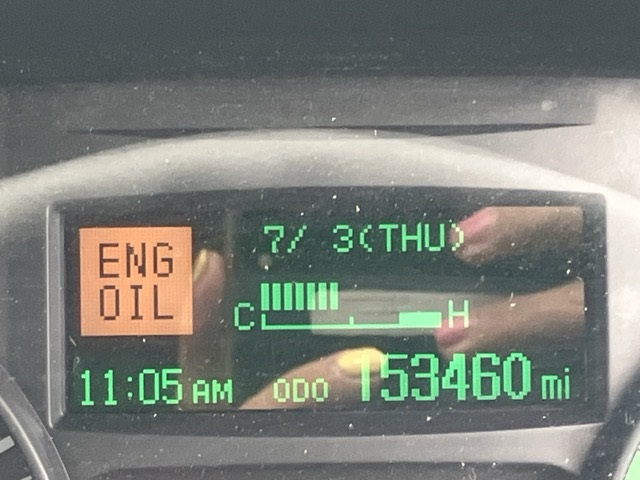 ENG
OIL
7/ 3(THU)
C H
11:05 AM ODO 153460 mi